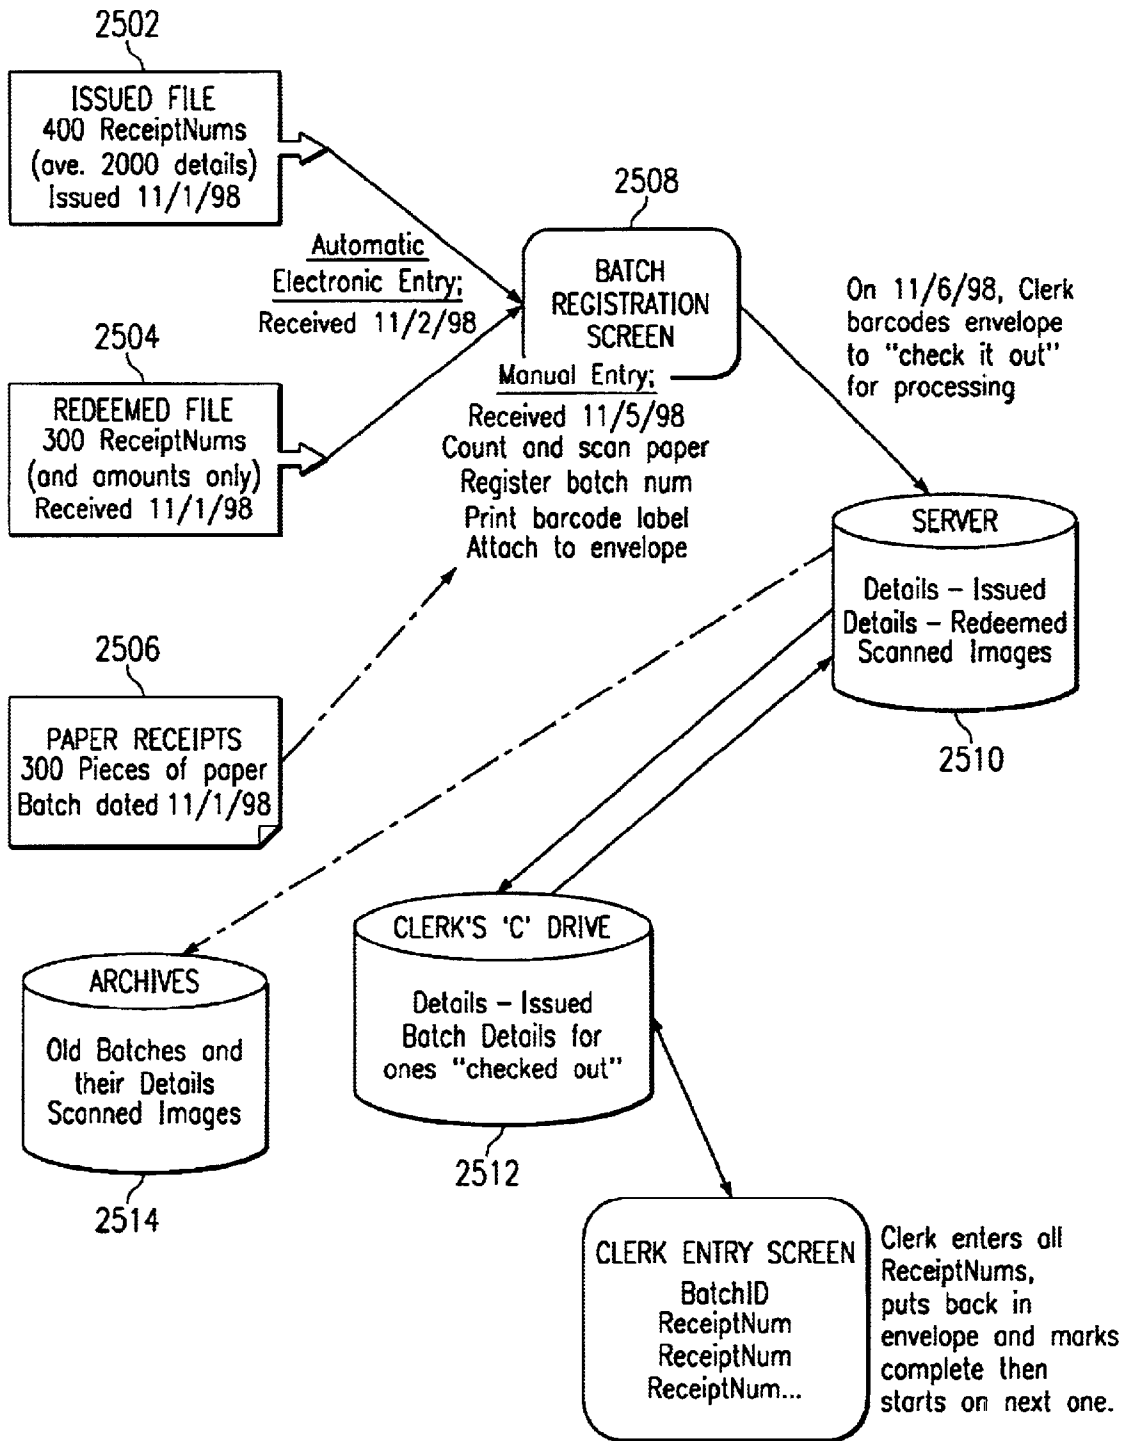 2502
ISSUED FILE
400 ReceiptNums
(ave. 2000 details)
Issued 11/1/98
Automatic
Electronic Entry;
Received 11/2/98
2504
REDEEMED FILE
300 ReceiptNums
(and amounts only)
Received 11/1/98
2506
PAPER RECEIPTS
300 Pieces of paper
Batch dated 11/1/98
2508
BATCH
REGISTRATION
SCREEN
Manual Entry;
Received 11/5/98
Count and scan paper
Register batch num
Print barcode label
Attach to envelope
On 11/6/98, Clerk
barcodes envelope
to "check it out"
for processing
SERVER
Details – Issued
Details – Redeemed
Scanned Images
2510
ARCHIVES
Old Batches and
their Details
Scanned Images
2514
CLERK'S 'C' DRIVE
Details – Issued
Batch Details for
ones "checked out"
2512
CLERK ENTRY SCREEN
BatchID
ReceiptNum
ReceiptNum
ReceiptNum...
Clerk enters all
ReceiptNums,
puts back in
envelope and marks
complete then
starts on next one.